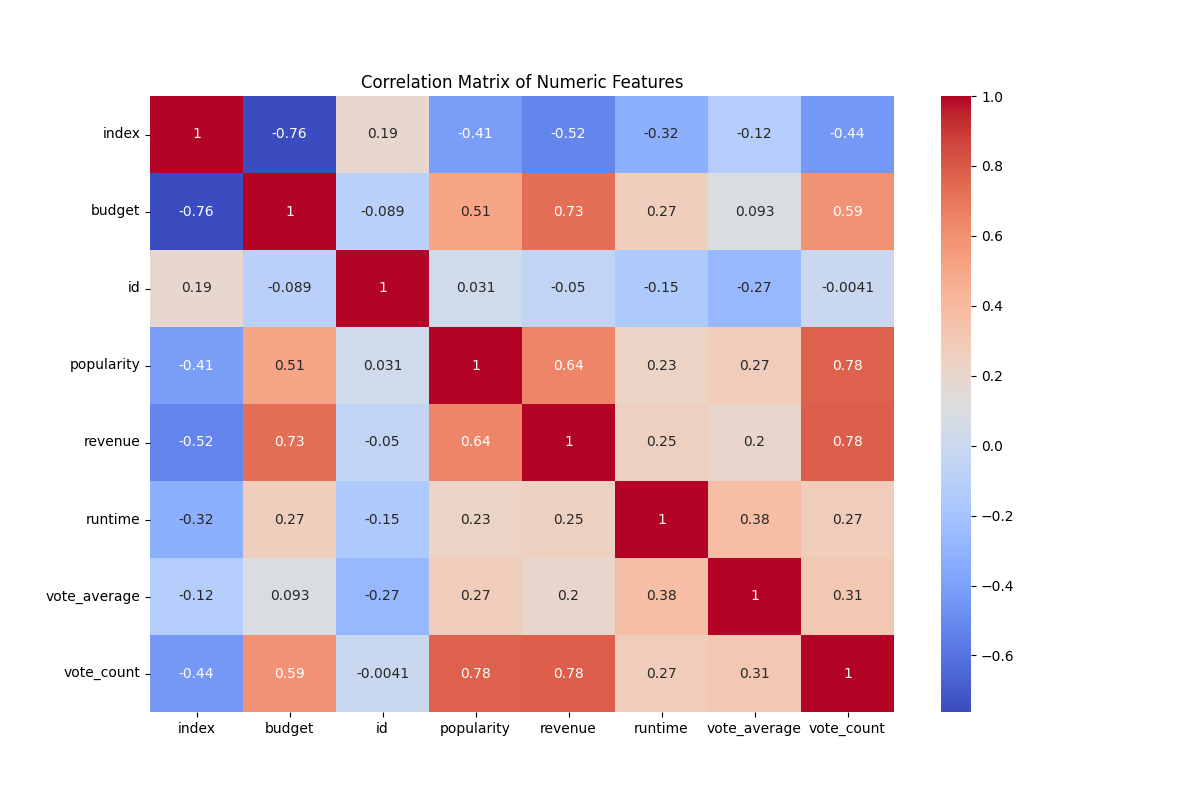 Correlation Matrix of Numeric Features
index 1 -0.76 0.19 -0.41 -0.52 -0.32 -0.12 -0.44
budget -0.76 1 -0.089 0.51 0.73 0.27 0.093 0.59
id 0.19 -0.089 1 0.031 -0.05 -0.15 -0.27 -0.0041
popularity -0.41 0.51 0.031 1 0.64 0.23 0.27 0.78
revenue -0.52 0.73 -0.05 0.64 1 0.25 0.2 0.78
runtime -0.32 0.27 -0.15 0.23 0.25 1 0.38 0.27
vote_average -0.12 0.093 -0.27 0.27 0.2 0.38 1 0.31
vote_count -0.44 0.59 -0.0041 0.78 0.78 0.27 0.31 1
index budget id popularity revenue runtime vote_average vote_count
1.0
0.8
0.6
0.4
0.2
0.0
−0.2
−0.4
−0.6